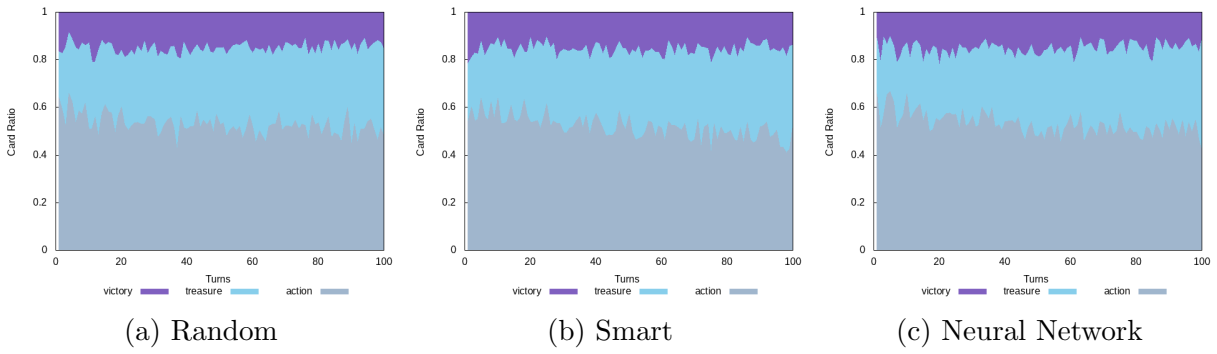 1
0.8
0.6
0.4
0.2
0
Card Ratio
0 20 40 60 80 100
Turns
victory treasure action
(a) Random
1
0.8
0.6
0.4
0.2
0
Card Ratio
0 20 40 60 80 100
Turns
victory treasure action
(b) Smart
1
0.8
0.6
0.4
0.2
0
Card Ratio
0 20 40 60 80 100
Turns
victory treasure action
(c) Neural Network